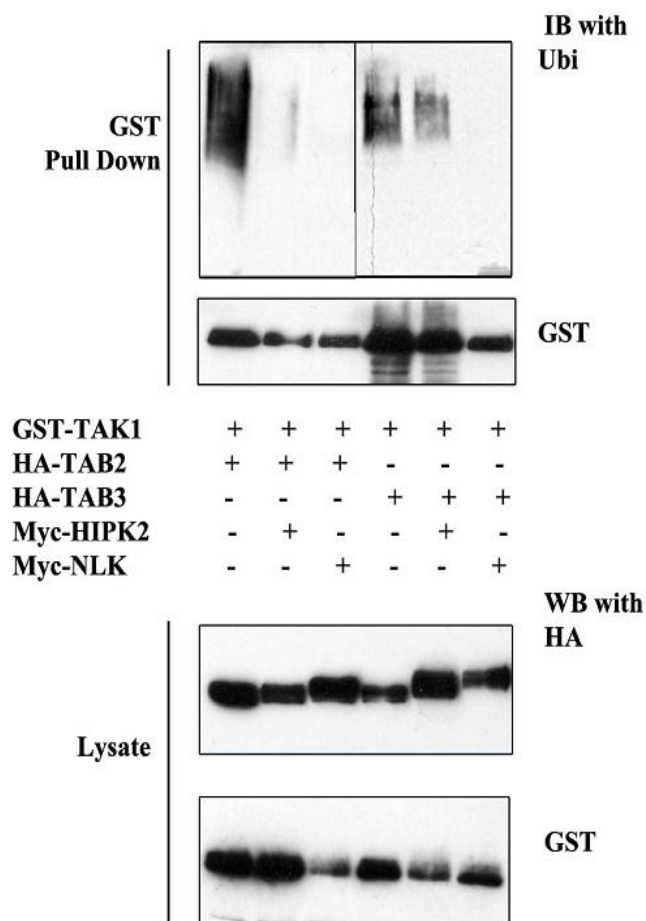 IB with
Ubi
GST
Pull Down
GST
GST-TAK1 + + + + + +
HA-TAB2 + + + - - -
HA-TAB3 - - - + + +
Myc-HIPK2 - + - - + -
Myc-NLK - - + - - +
WB with
HA
Lysate
GST